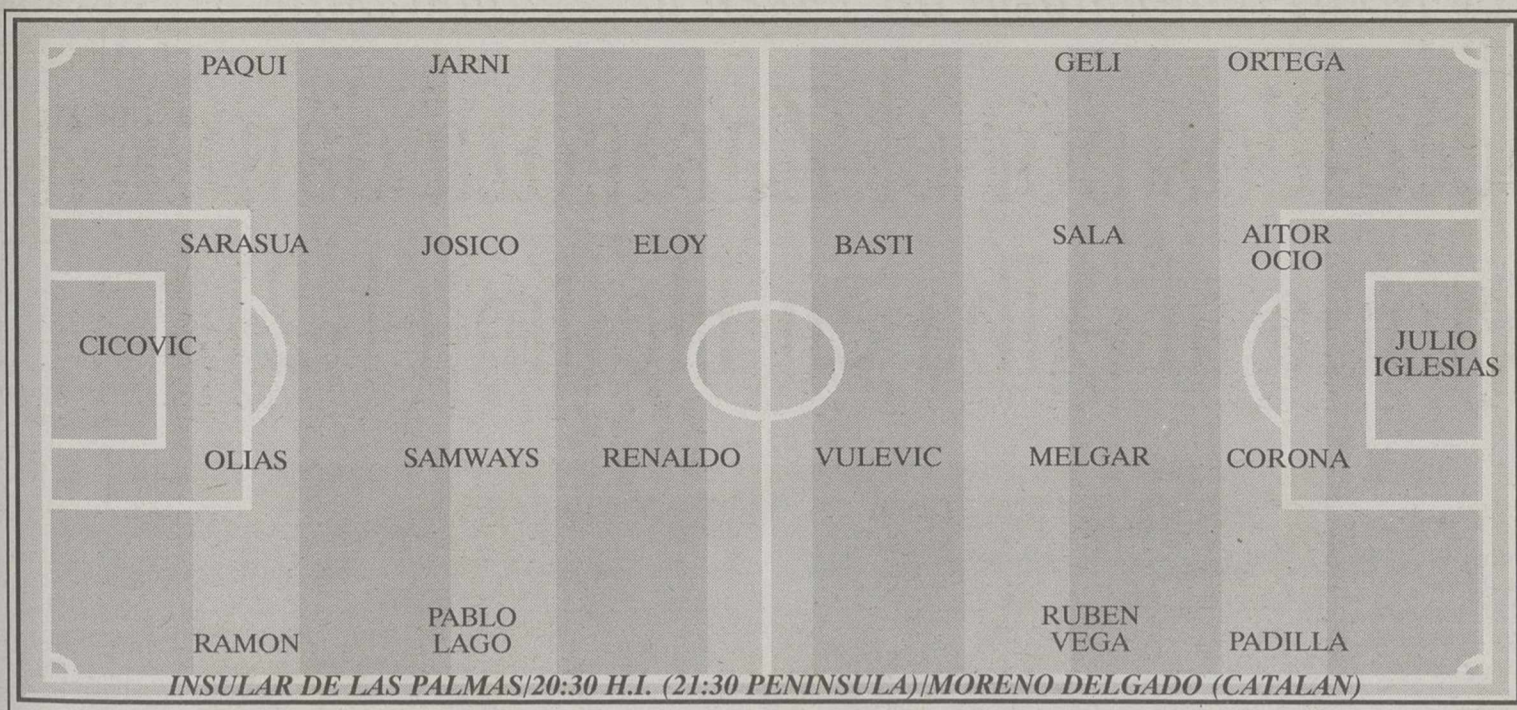 PAQUI
JARNI
GELI
ORTEGA
SARASUA
JOSICO
ELOY
BASTI
SALA
AITOR
OCIO
CICOVIC
JULIO
IGLESIAS
OLIAS
SAMWAYS
RENALDO
VULEVIC
MELGAR
CORONA
RAMON
PABLO
LAGO
RUBEN
VEGA
PADILLA
INSULAR DE LAS PALMAS/20:30 H.I. (21:30 PENINSULA)/MORENO DELGADO (CATALAN)